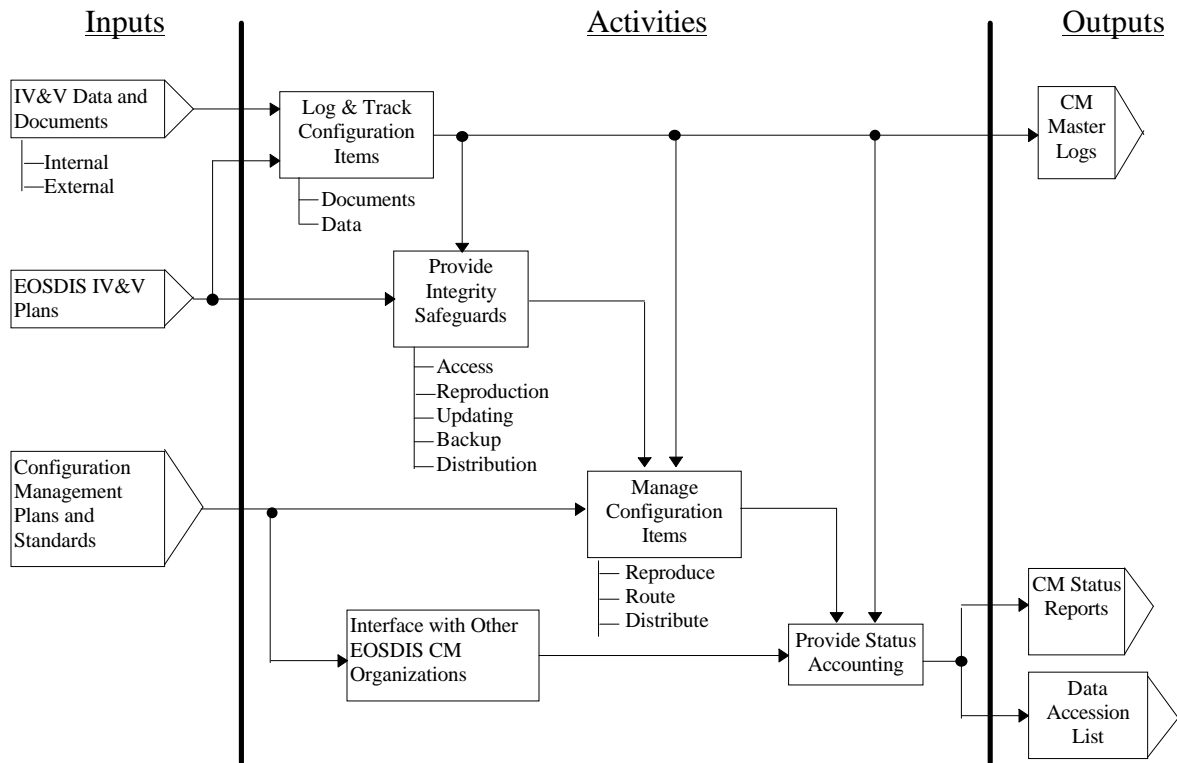 Inputs
Activities
Outputs
IV&V Data and
Documents
Internal
External
Log & Track
Configuration
Items
Documents
Data
CM
Master
Logs
EOSDIS IV&V
Plans
Provide
Integrity
Safeguards
Access
Reproduction
Updating
Backup
Distribution
Configuration
Management
Plans and
Standards
Manage
Configuration
Items
Reproduce
Route
Distribute
Interface with Other
EOSDIS CM
Organizations
Provide Status
Accounting
CM Status
Reports
Data
Accession
List